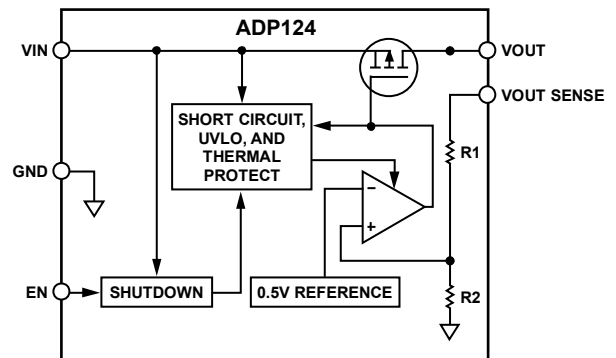 ADP124
VIN
VOUT
VOUT SENSE
SHORT CIRCUIT,
UVLO, AND
THERMAL
PROTECT
R1
GND
−
+
EN
SHUTDOWN
0.5V REFERENCE
R2